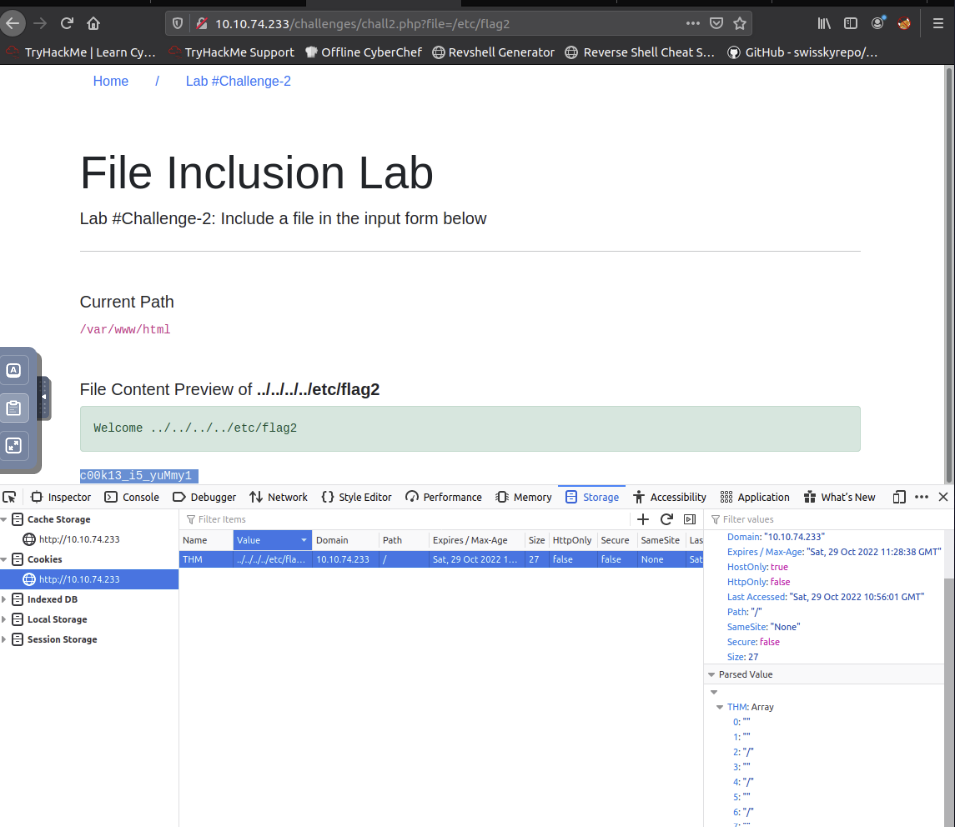 10.10.74.233/challenges/chall2.php?file=/etc/flag2
TryHackMe | Learn Cy… TryHackMe Support Offline CyberChef Revshell Generator Reverse Shell Cheat S… GitHub - swisskyrepo/…
Home / Lab #Challenge-2
File Inclusion Lab
Lab #Challenge-2: Include a file in the input form below
Current Path
/var/www/html
File Content Preview of ../../../../etc/flag2
Welcome ../../../../etc/flag2
c00k13_i5_yuMmy1
Inspector Console Debugger Network Style Editor Performance Memory Storage Accessibility Application What's New
Cache Storage
http://10.10.74.233
Cookies
http://10.10.74.233
Indexed DB
Local Storage
Session Storage
Filter Items
Name Value Domain Path Expires / Max-Age Size HttpOnly Secure SameSite Las
THM ../../../../etc/fla… 10.10.74.233 / Sat, 29 Oct 2022 1… 27 false false None Sat
Filter values
Domain: "10.10.74.233"
Expires / Max-Age: "Sat, 29 Oct 2022 11:28:38 GMT"
HostOnly: true
HttpOnly: false
Last Accessed: "Sat, 29 Oct 2022 10:56:01 GMT"
Path: "/"
SameSite: "None"
Secure: false
Size: 27
Parsed Value
THM: Array
0: ""
1: ""
2: "/"
3: ""
4: "/"
5: ""
6: "/"
7: ""